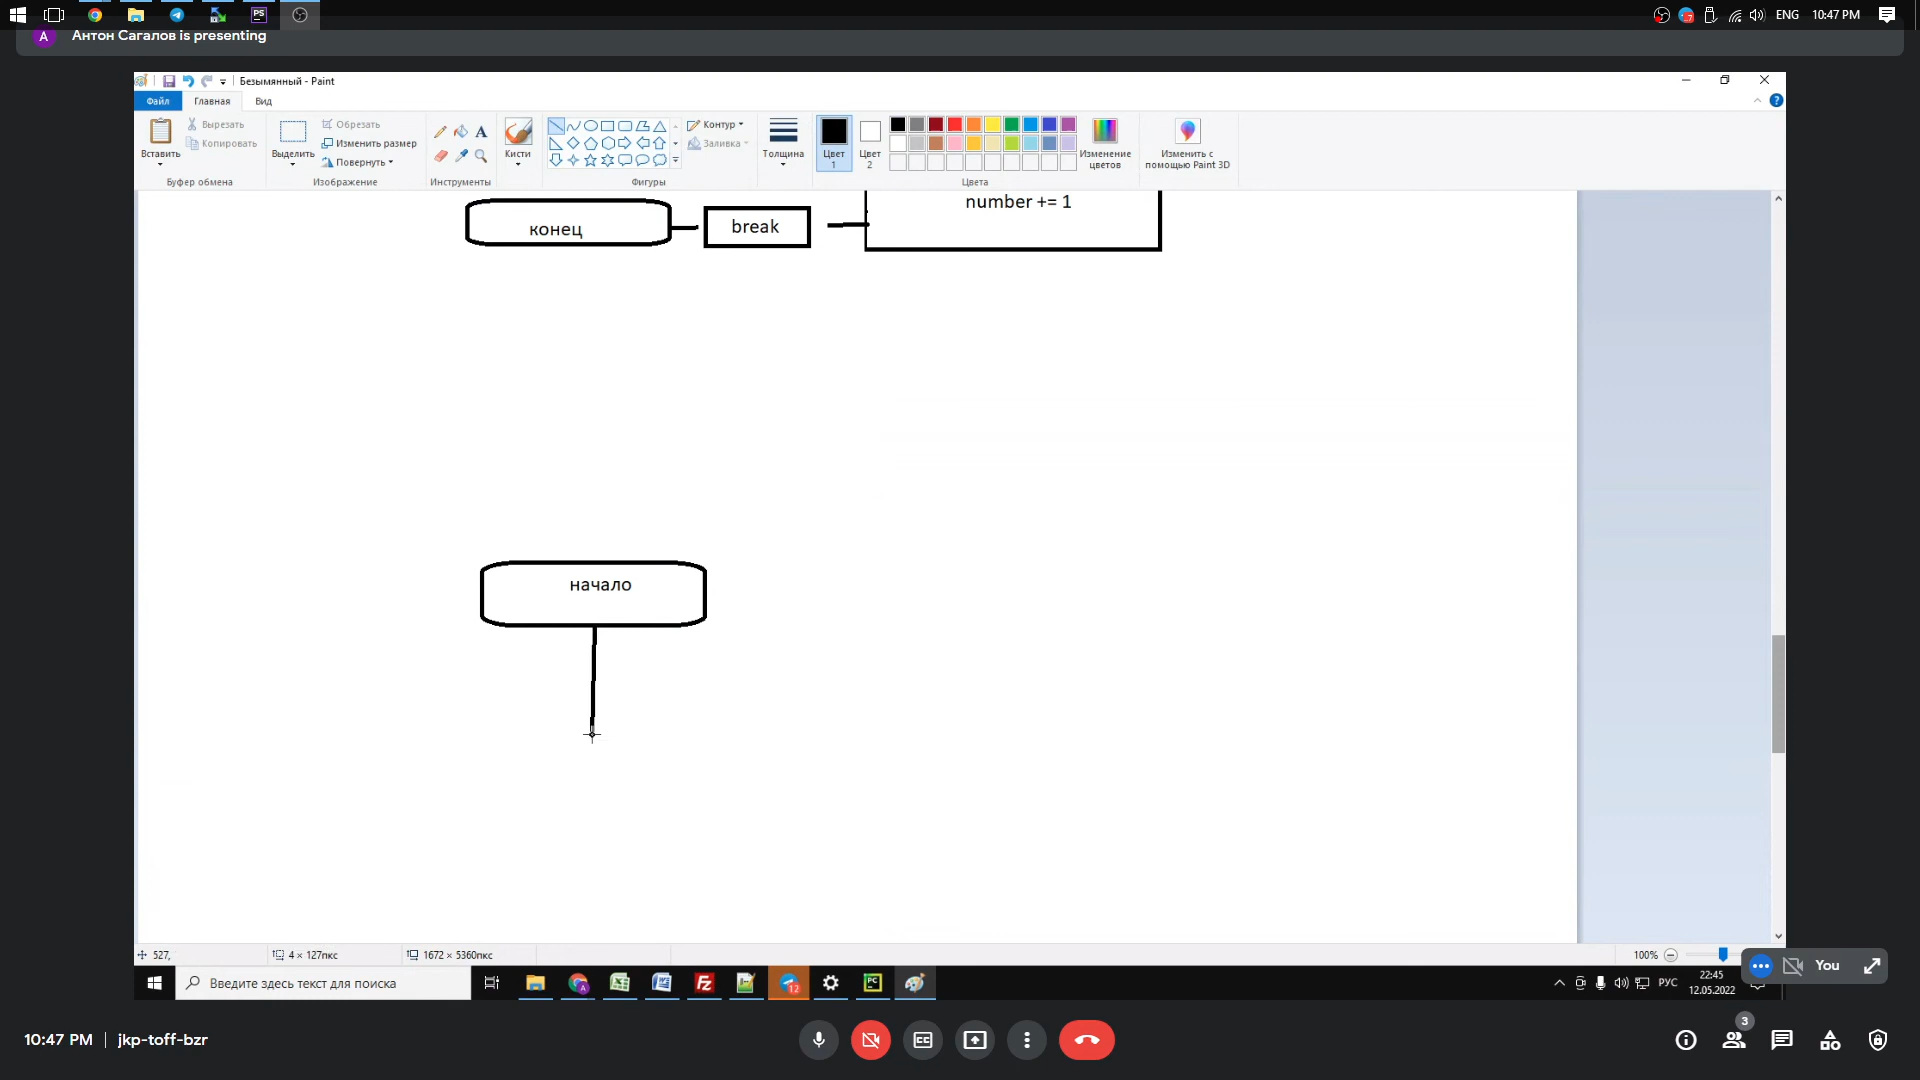 ENG 10:47 PM
A Антон Сагалов is presenting
Безымянный - Paint
Файл Главная Вид
Вставить
Вырезать
Копировать
Буфер обмена
Выделить
Обрезать
Изменить размер
Повернуть
Изображение
A
Инструменты
Кисти
Контур
Заливка
Фигуры
Толщина
Цвет 1
Цвет 2
Изменение цветов
Цвета
Изменить с помощью Paint 3D
number += 1
конец
break
начало
527,
4 × 127пкс
1672 × 5360пкс
100%
You
Введите здесь текст для поиска
12
РУС
22:45
12.05.2022
10:47 PM | jkp-toff-bzr
3